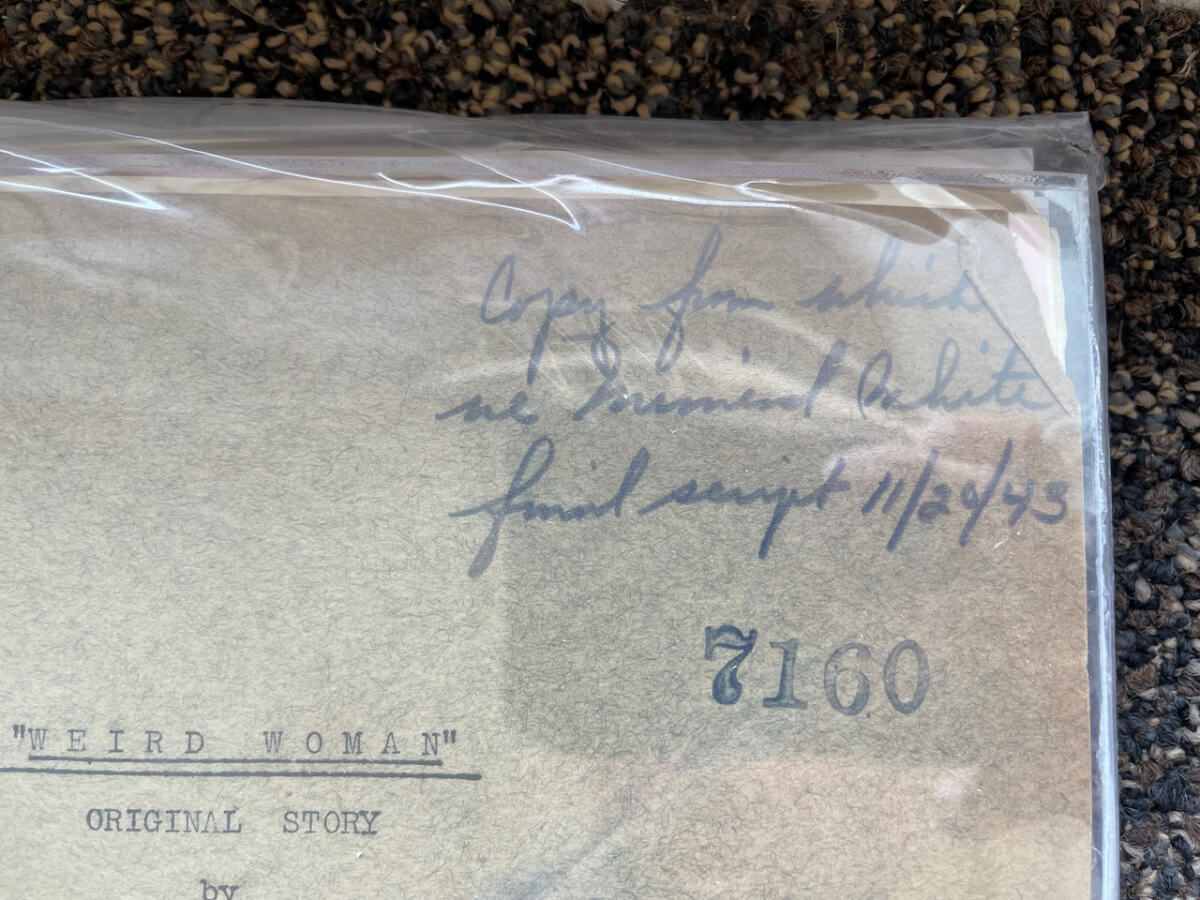 Copy from which
we White
final script
7160
"WEIRD WOMAN"
ORIGINAL STORY
by